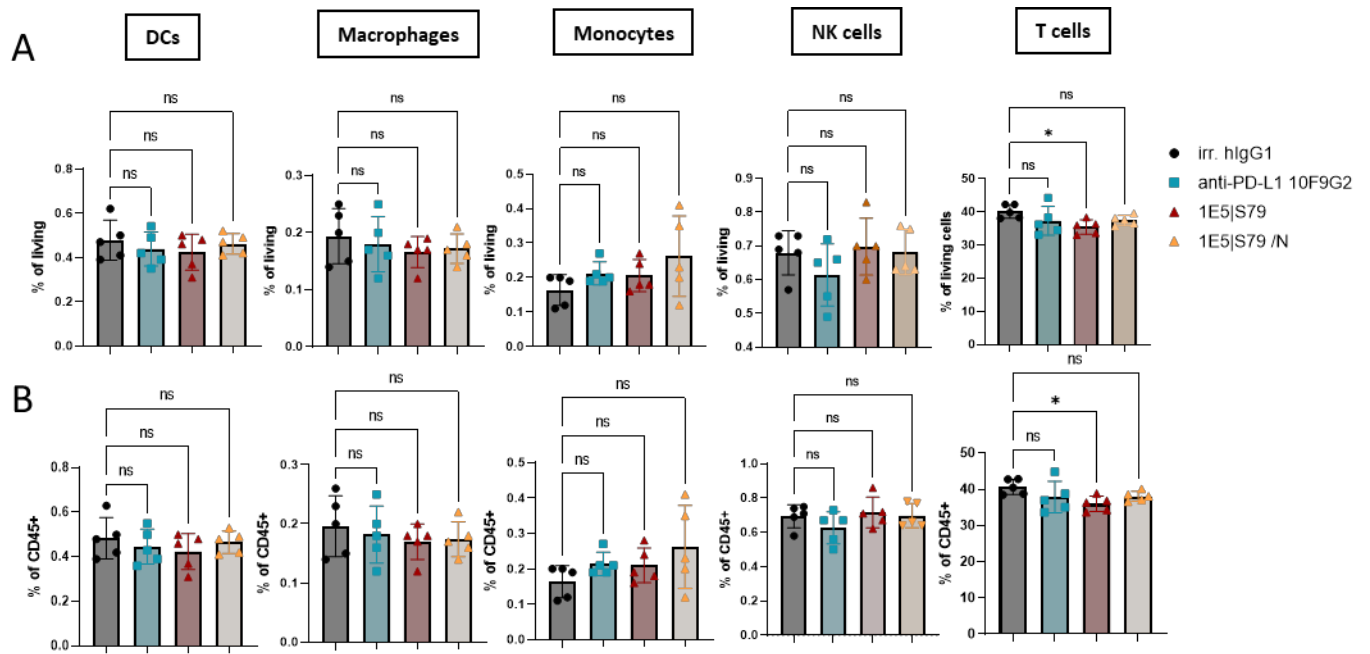 A
DCs
Macrophages
Monocytes
NK cells
T cells
ns
ns
ns
% of living
0.8
0.6
0.4
0.2
0.0
ns
ns
ns
% of living
0.3
0.2
0.1
0.0
ns
ns
ns
% of living
0.5
0.4
0.3
0.2
0.1
0.0
ns
ns
ns
% of living
0.9
0.8
0.7
0.6
0.5
0.4
ns
*
ns
% of living cells
50
40
30
20
10
0
irr. hIgG1
anti-PD-L1 10F9G2
1E5|S79
1E5|S79 /N
B
ns
ns
ns
% of CD45+
0.8
0.6
0.4
0.2
0.0
ns
ns
ns
% of CD45+
0.3
0.2
0.1
0.0
ns
ns
ns
% of CD45+
0.5
0.4
0.3
0.2
0.1
0.0
ns
ns
ns
% of CD45+
1.0
0.8
0.6
0.4
0.2
0.0
ns
*
ns
% of CD45+
50
40
30
20
10
0